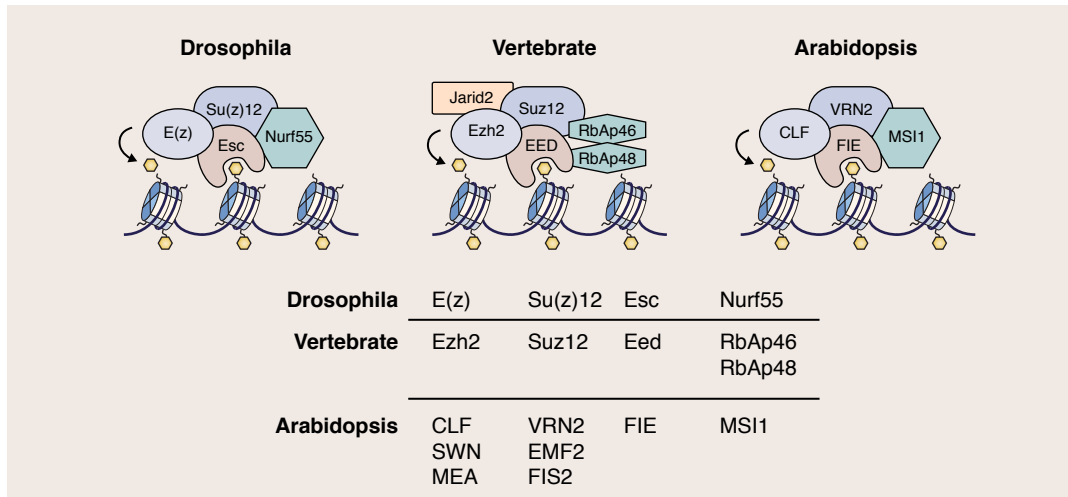 Drosophila
Vertebrate
Arabidopsis
Su(z)12
E(z)
Nurf55
Esc
Jarid2
Suz12
Ezh2
RbAp46
EED
RbAp48
VRN2
CLF
MSI1
FIE
Drosophila E(z) Su(z)12 Esc Nurf55
Vertebrate Ezh2 Suz12 Eed RbAp46
RbAp48
Arabidopsis CLF VRN2 FIE MSI1
SWN EMF2
MEA FIS2